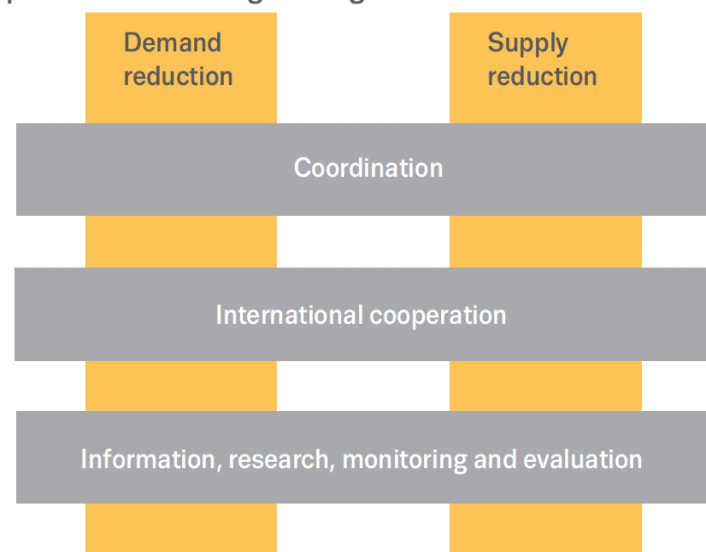 Demand
reduction
Supply
reduction
Coordination
International cooperation
Information, research, monitoring and evaluation